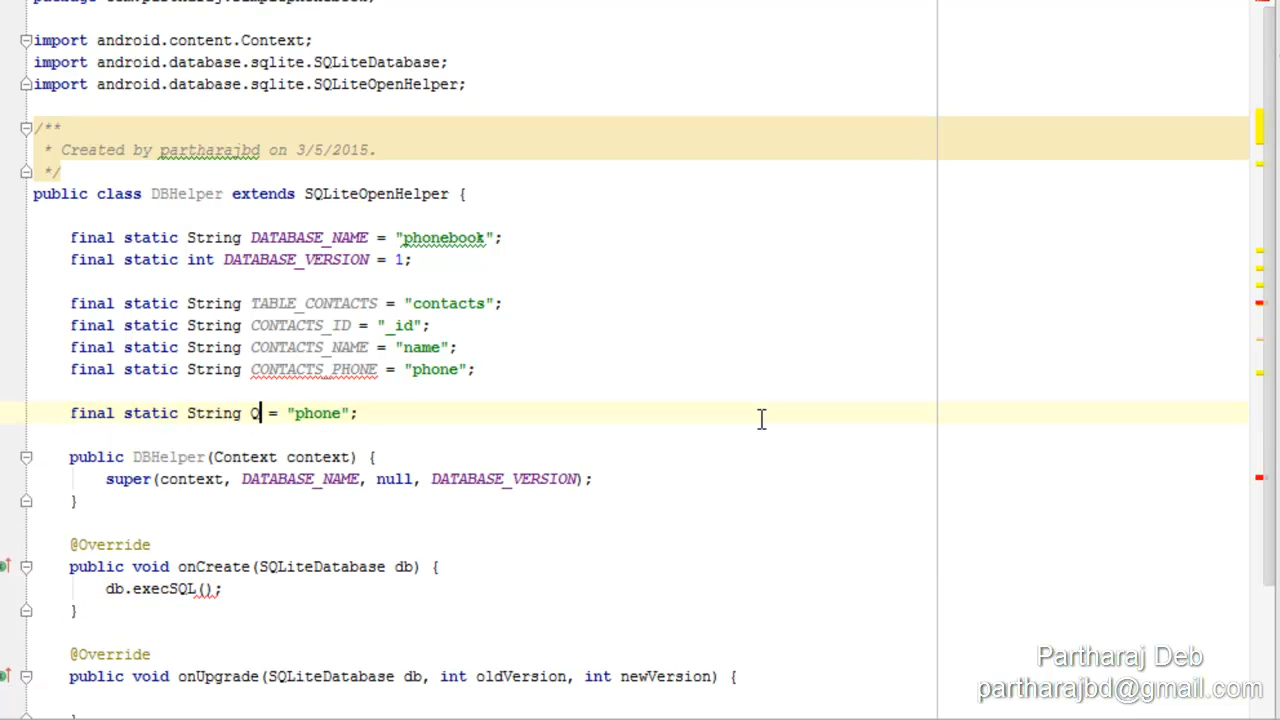 import android.content.Context;
import android.database.sqlite.SQLiteDatabase;
import android.database.sqlite.SQLiteOpenHelper;
/**
* Created by partharajbd on 3/5/2015.
*/
public class DBHelper extends SQLiteOpenHelper {
final static String DATABASE_NAME = "phonebook";
final static int DATABASE_VERSION = 1;
final static String TABLE_CONTACTS = "contacts";
final static String CONTACTS_ID = "_id";
final static String CONTACTS_NAME = "name";
final static String CONTACTS_PHONE = "phone";
final static String Q = "phone";
public DBHelper(Context context) {
super(context, DATABASE_NAME, null, DATABASE_VERSION);
}
@Override
public void onCreate(SQLiteDatabase db) {
db.execSQL();
}
@Override
public void onUpgrade(SQLiteDatabase db, int oldVersion, int newVersion) {
Partharaj Deb
partharajbd@gmail.com